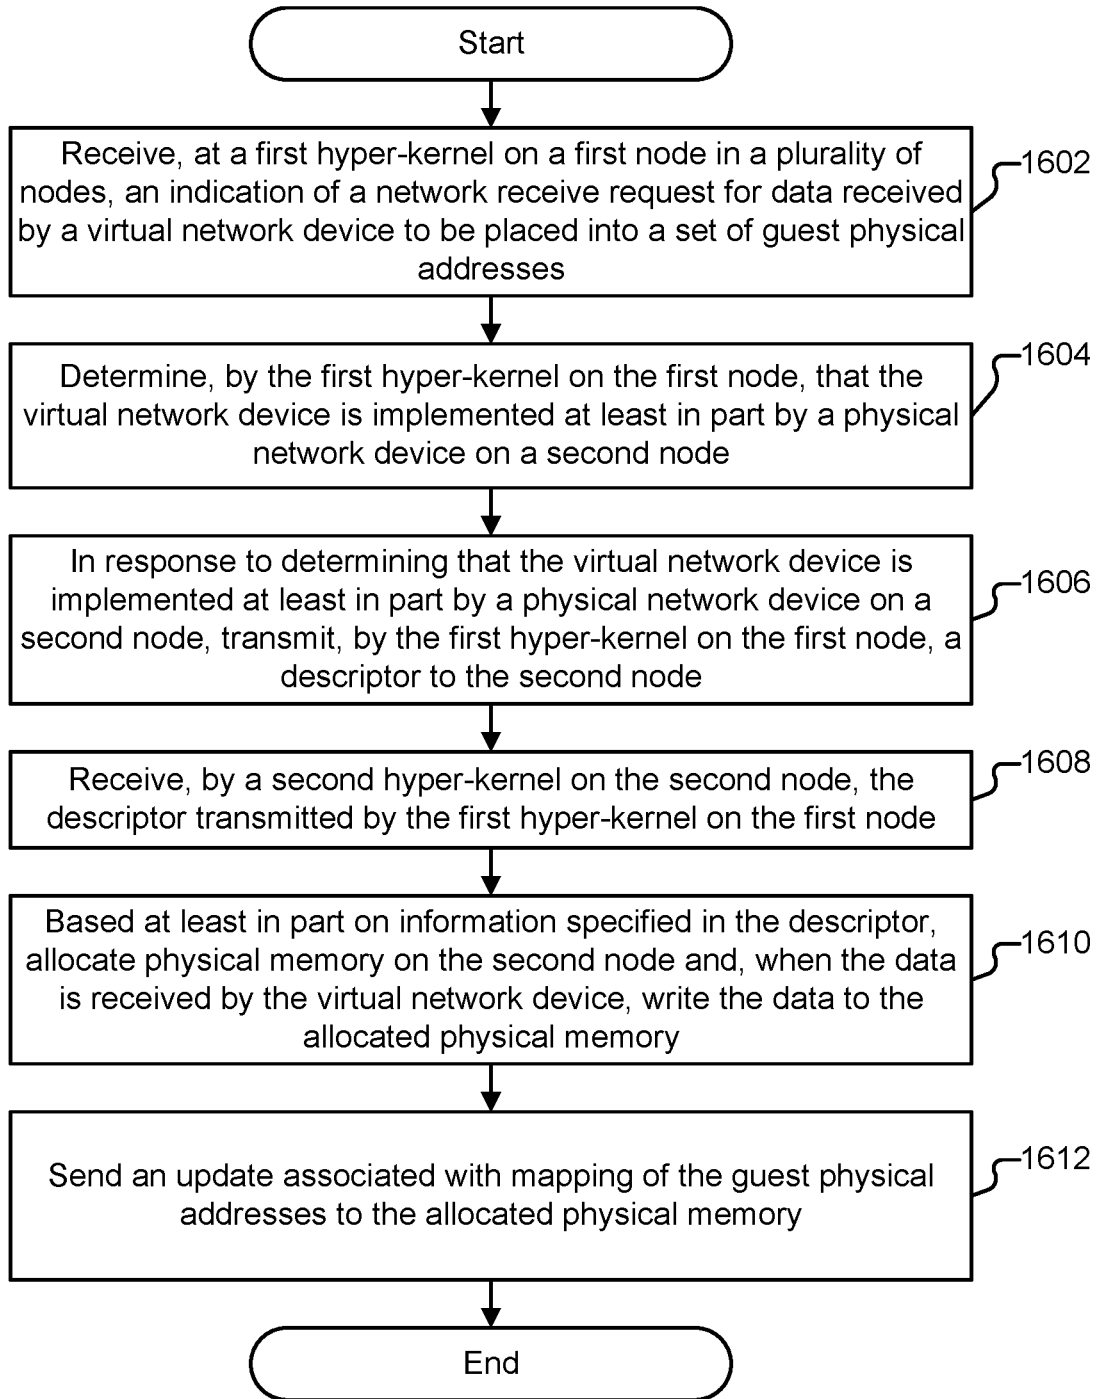 Start
Receive, at a first hyper-kernel on a first node in a plurality of
nodes, an indication of a network receive request for data received
by a virtual network device to be placed into a set of guest physical
addresses
1602
Determine, by the first hyper-kernel on the first node, that the
virtual network device is implemented at least in part by a physical
network device on a second node
1604
In response to determining that the virtual network device is
implemented at least in part by a physical network device on a
second node, transmit, by the first hyper-kernel on the first node, a
descriptor to the second node
1606
Receive, by a second hyper-kernel on the second node, the
descriptor transmitted by the first hyper-kernel on the first node
1608
Based at least in part on information specified in the descriptor,
allocate physical memory on the second node and, when the data
is received by the virtual network device, write the data to the
allocated physical memory
1610
Send an update associated with mapping of the guest physical
addresses to the allocated physical memory
1612
End